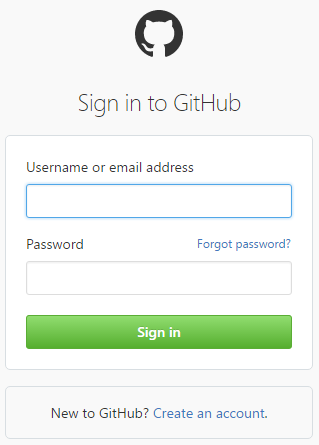 Sign in to GitHub
Username or email address
Password Forgot password?
Sign in
New to GitHub? Create an account.